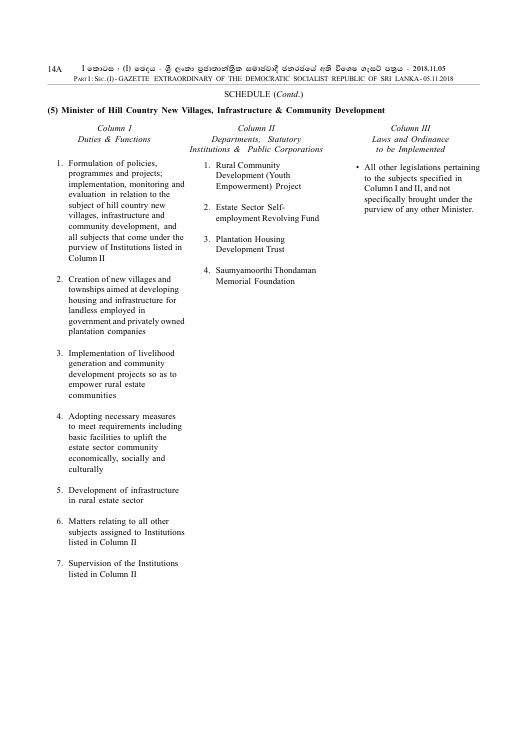 14A I කොටස : (I) ඡේදය - ශ්‍රී ලංකා ප්‍රජාතාන්ත්‍රික සමාජවාදී ජනරජයේ අති විශෙෂ ගැසට් පත්‍රය - 2018.11.05
PART I : SEC. (I) - GAZETTE EXTRAORDINARY OF THE DEMOCRATIC SOCIALIST REPUBLIC OF SRI LANKA - 05.11.2018
SCHEDULE (Contd.)
(5) Minister of Hill Country New Villages, Infrastructure & Community Development
Column I
Duties & Functions
1. Formulation of policies,
programmes and projects;
implementation, monitoring and
evaluation in relation to the
subject of hill country new
villages, infrastructure and
community development, and
all subjects that come under the
purview of Institutions listed in
Column II
2. Creation of new villages and
townships aimed at developing
housing and infrastructure for
landless employed in
government and privately owned
plantation companies
3. Implementation of livelihood
generation and community
development projects so as to
empower rural estate
communities
4. Adopting necessary measures
to meet requirements including
basic facilities to uplift the
estate sector community
economically, socially and
culturally
5. Development of infrastructure
in rural estate sector
6. Matters relating to all other
subjects assigned to Institutions
listed in Column II
7. Supervision of the Institutions
listed in Column II
Column II
Departments, Statutory
Institutions & Public Corporations
1. Rural Community
Development (Youth
Empowerment) Project
2. Estate Sector Self-
employment Revolving Fund
3. Plantation Housing
Development Trust
4. Saumyamoorthi Thondaman
Memorial Foundation
Column III
Laws and Ordinance
to be Implemented
• All other legislations pertaining
to the subjects specified in
Column I and II, and not
specifically brought under the
purview of any other Minister.